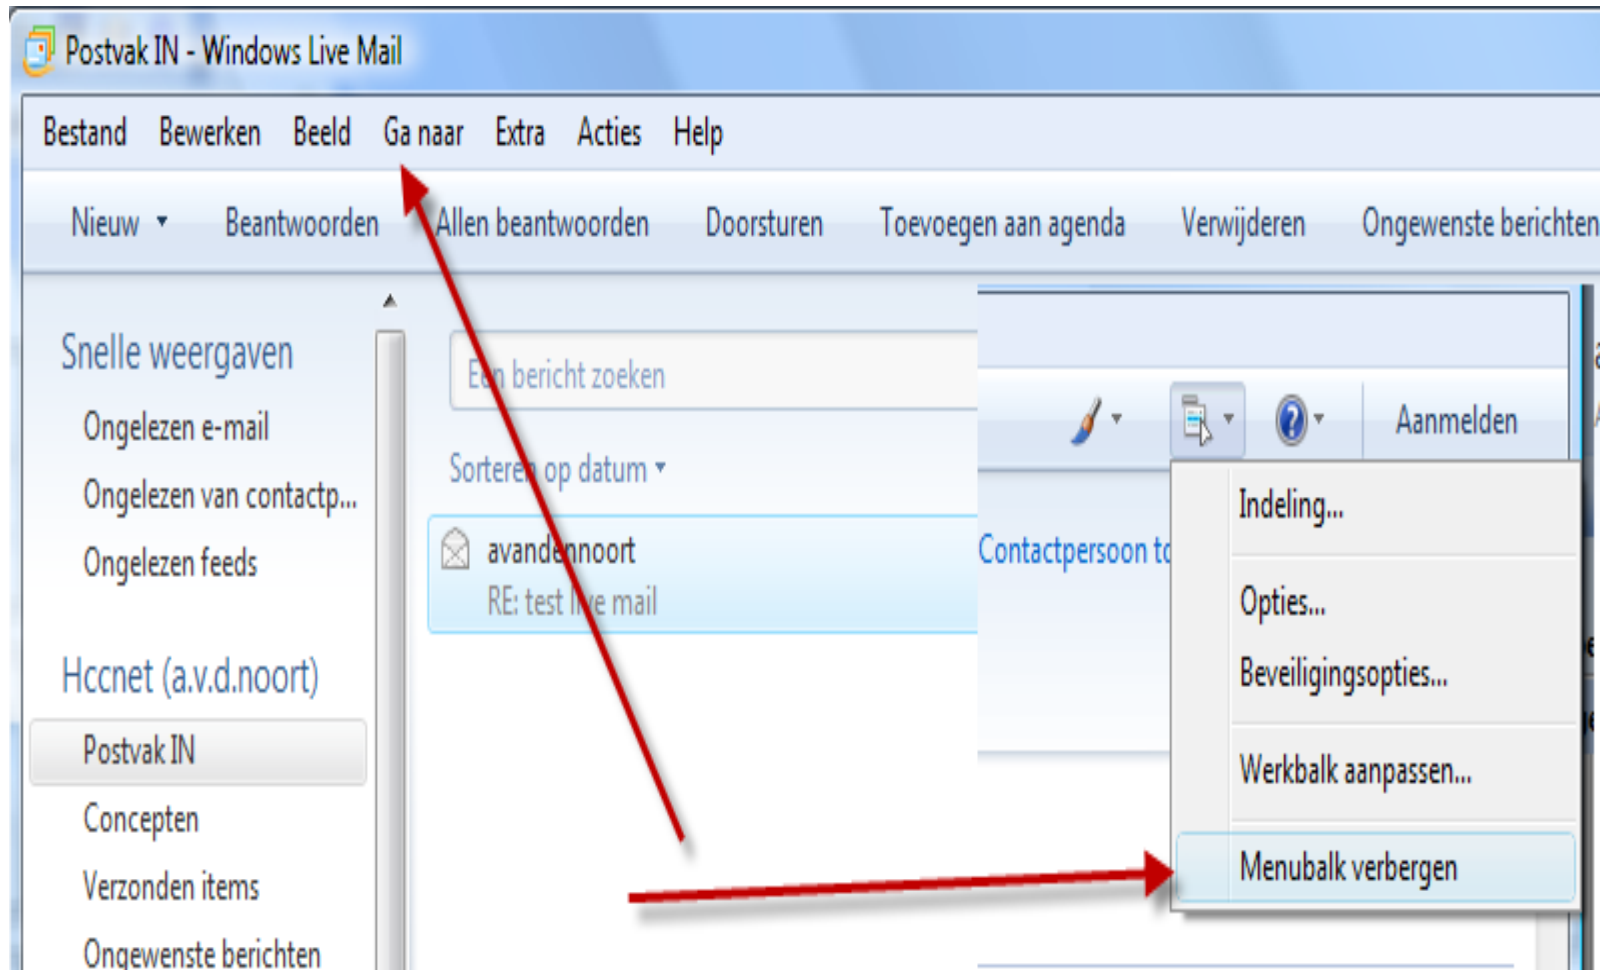 Postvak IN - Windows Live Mail
Bestand Bewerken Beeld Ga naar Extra Acties Help
Nieuw Beantwoorden Allen beantwoorden Doorsturen Toevoegen aan agenda Verwijderen Ongewenste berichten
Snelle weergaven
Ongelezen e-mail
Ongelezen van contactp...
Ongelezen feeds
Hccnet (a.v.d.noort)
Postvak IN
Concepten
Verzonden items
Ongewenste berichten
Een bericht zoeken
Sorteren op datum
avandennoort
RE: test live mail
Aanmelden
Contactpersoon to
Indeling...
Opties...
Beveiligingsopties...
Werkbalk aanpassen...
Menubalk verbergen